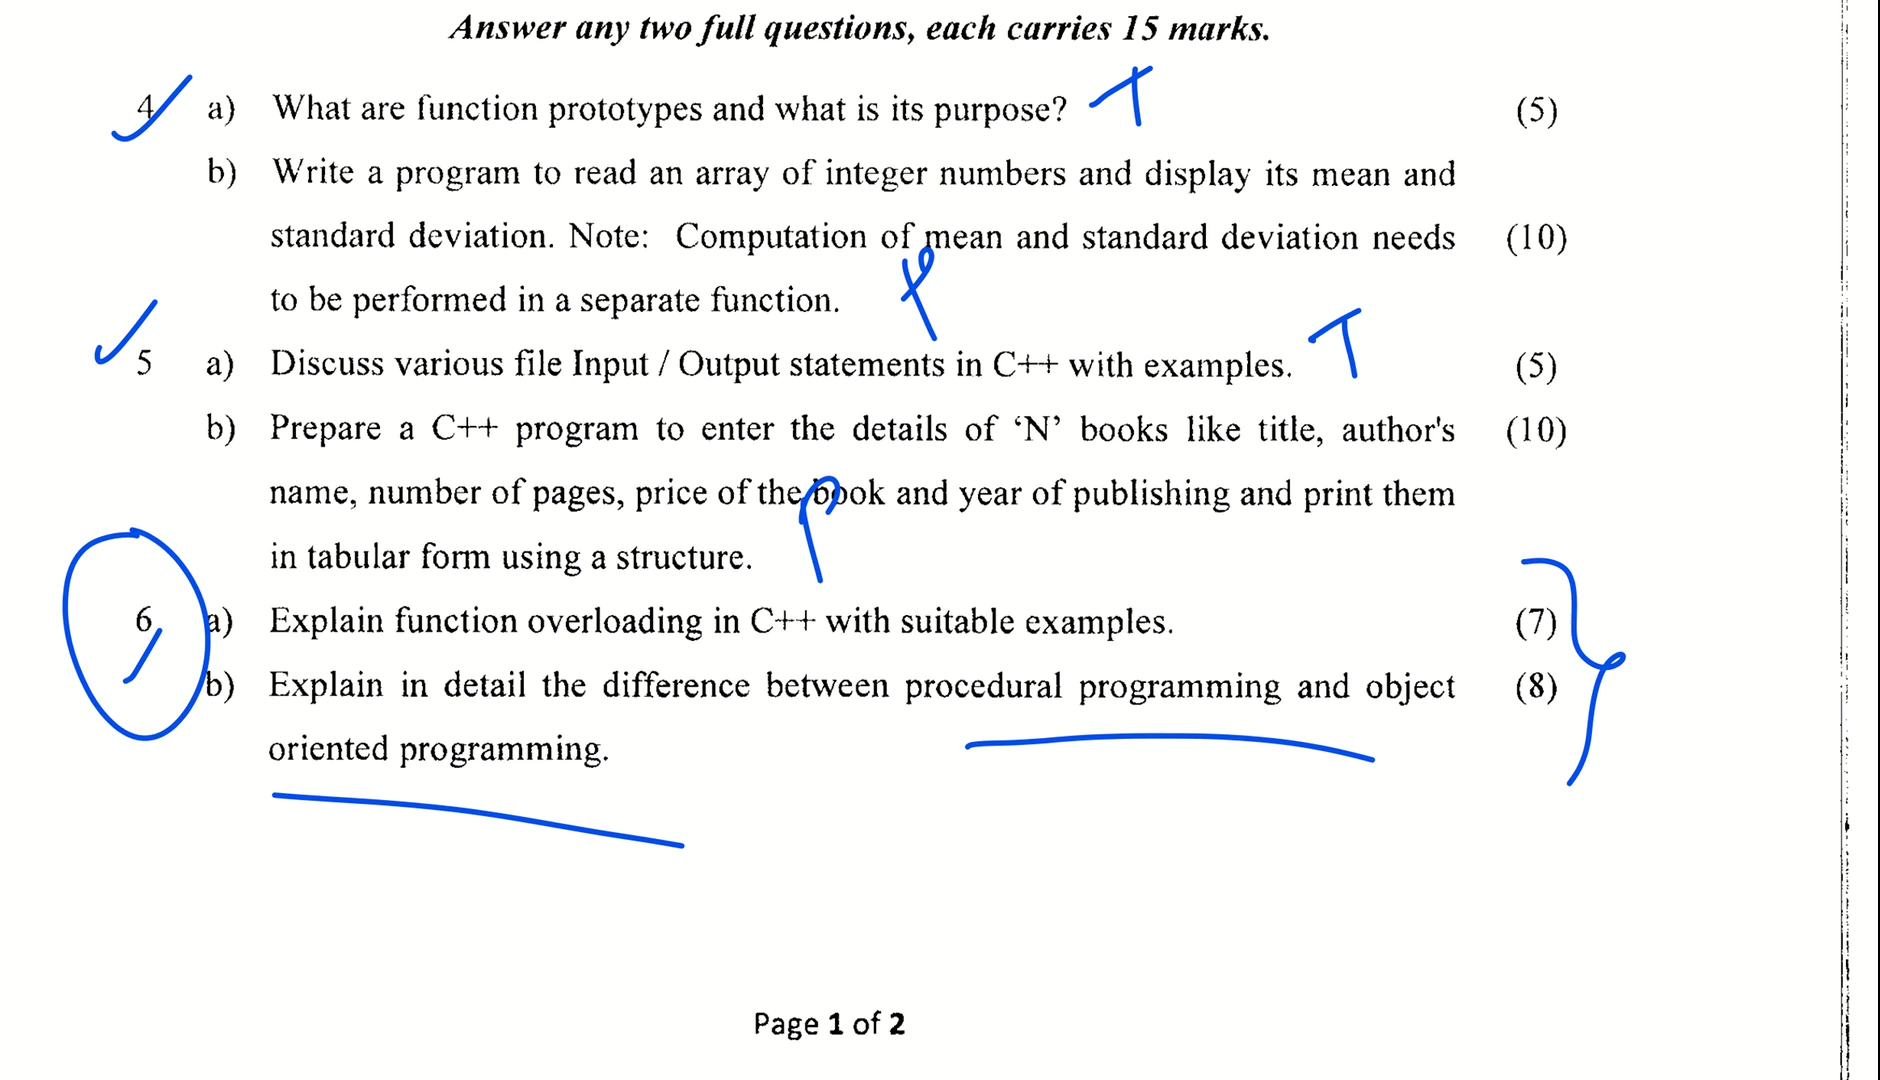 Answer any two full questions, each carries 15 marks.
4 a) What are function prototypes and what is its purpose? T (5)
b) Write a program to read an array of integer numbers and display its mean and
standard deviation. Note: Computation of mean and standard deviation needs (10)
to be performed in a separate function. P
5 a) Discuss various file Input / Output statements in C++ with examples. T (5)
b) Prepare a C++ program to enter the details of ‘N’ books like title, author's (10)
name, number of pages, price of the book and year of publishing and print them
in tabular form using a structure. P
6 a) Explain function overloading in C++ with suitable examples. (7)
b) Explain in detail the difference between procedural programming and object (8)
oriented programming.
Page 1 of 2